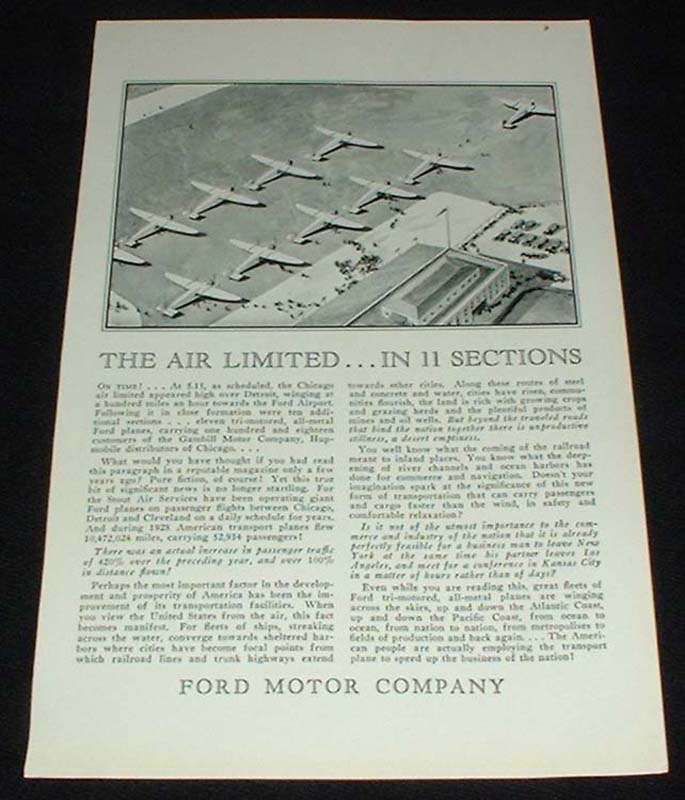 THE AIR LIMITED...IN 11 SECTIONS
ON TIME! ... At 5.15, as scheduled, the Chicago
air limited appeared high over Detroit, winging at
a hundred miles an hour towards the Ford Airport.
Following it in close formation were ten addi-
tional sections . . . eleven tri-motored, all-metal
Ford planes, carrying one hundred and eighteen
customers of the Gambill Motor Company, Hup-
mobile distributors of Chicago. . . .
What would you have thought if you had read
this paragraph in a reputable magazine only a few
years ago? Pure fiction, of course! Yet this true
bit of significant news is no longer startling. For
the Stout Air Services have been operating giant
Ford planes on passenger flights between Chicago,
Detroit and Cleveland on a daily schedule for years.
And during 1928 American transport planes flew
10,472,024 miles, carrying 52,934 passengers!
There was an actual increase in passenger traffic
of 420% over the preceding year, and over 100%
in distance flown!
Perhaps the most important factor in the develop-
ment and prosperity of America has been the im-
provement of its transportation facilities. When
you view the United States from the air, this fact
becomes manifest. For fleets of ships, streaking
across the water, converge towards sheltered har-
bors where cities have become focal points from
which railroad lines and trunk highways extend
towards other cities. Along these routes of steel
and concrete and water, cities have risen, commu-
nities flourish, the land is rich with growing crops
and grazing herds and the plentiful products of
mines and oil wells. But beyond the traveled roads
that bind the nation together there is unproductive
stillness, a desert emptiness.
You well know what the coming of the railroad
meant to inland places. You know what the deep-
ening of river channels and ocean harbors has
done for commerce and navigation. Doesn't your
imagination spark at the significance of this new
form of transportation that can carry passengers
and cargo faster than the wind, in safety and
comfortable relaxation?
Is it not of the utmost importance to the com-
merce and industry of the nation that it is already
perfectly feasible for a business man to leave New
York at the same time his partner leaves Los
Angeles, and meet for a conference in Kansas City
in a matter of hours rather than of days?
Even while you are reading this, great fleets of
Ford tri-motored, all-metal planes are winging
across the skies, up and down the Atlantic Coast,
up and down the Pacific Coast, from ocean to
ocean, from nation to nation, from metropolises to
fields of production and back again. . . . The Ameri-
can people are actually employing the transport
plane to speed up the business of the nation!
FORD MOTOR COMPANY